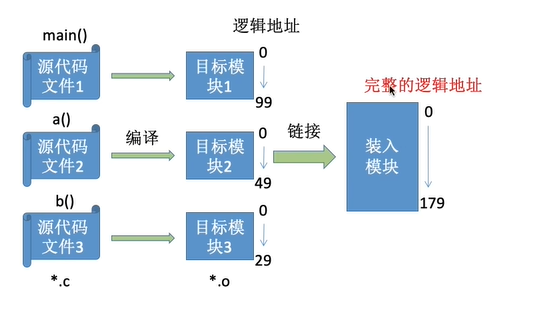 逻辑地址
main()
源代码
文件1
目标模
块1
0
99
a()
源代码
文件2
编译
目标模
块2
0
49
链接
完整的逻辑地址
装入
模块
0
179
b()
源代码
文件3
目标模
块3
0
29
*.c
*.o